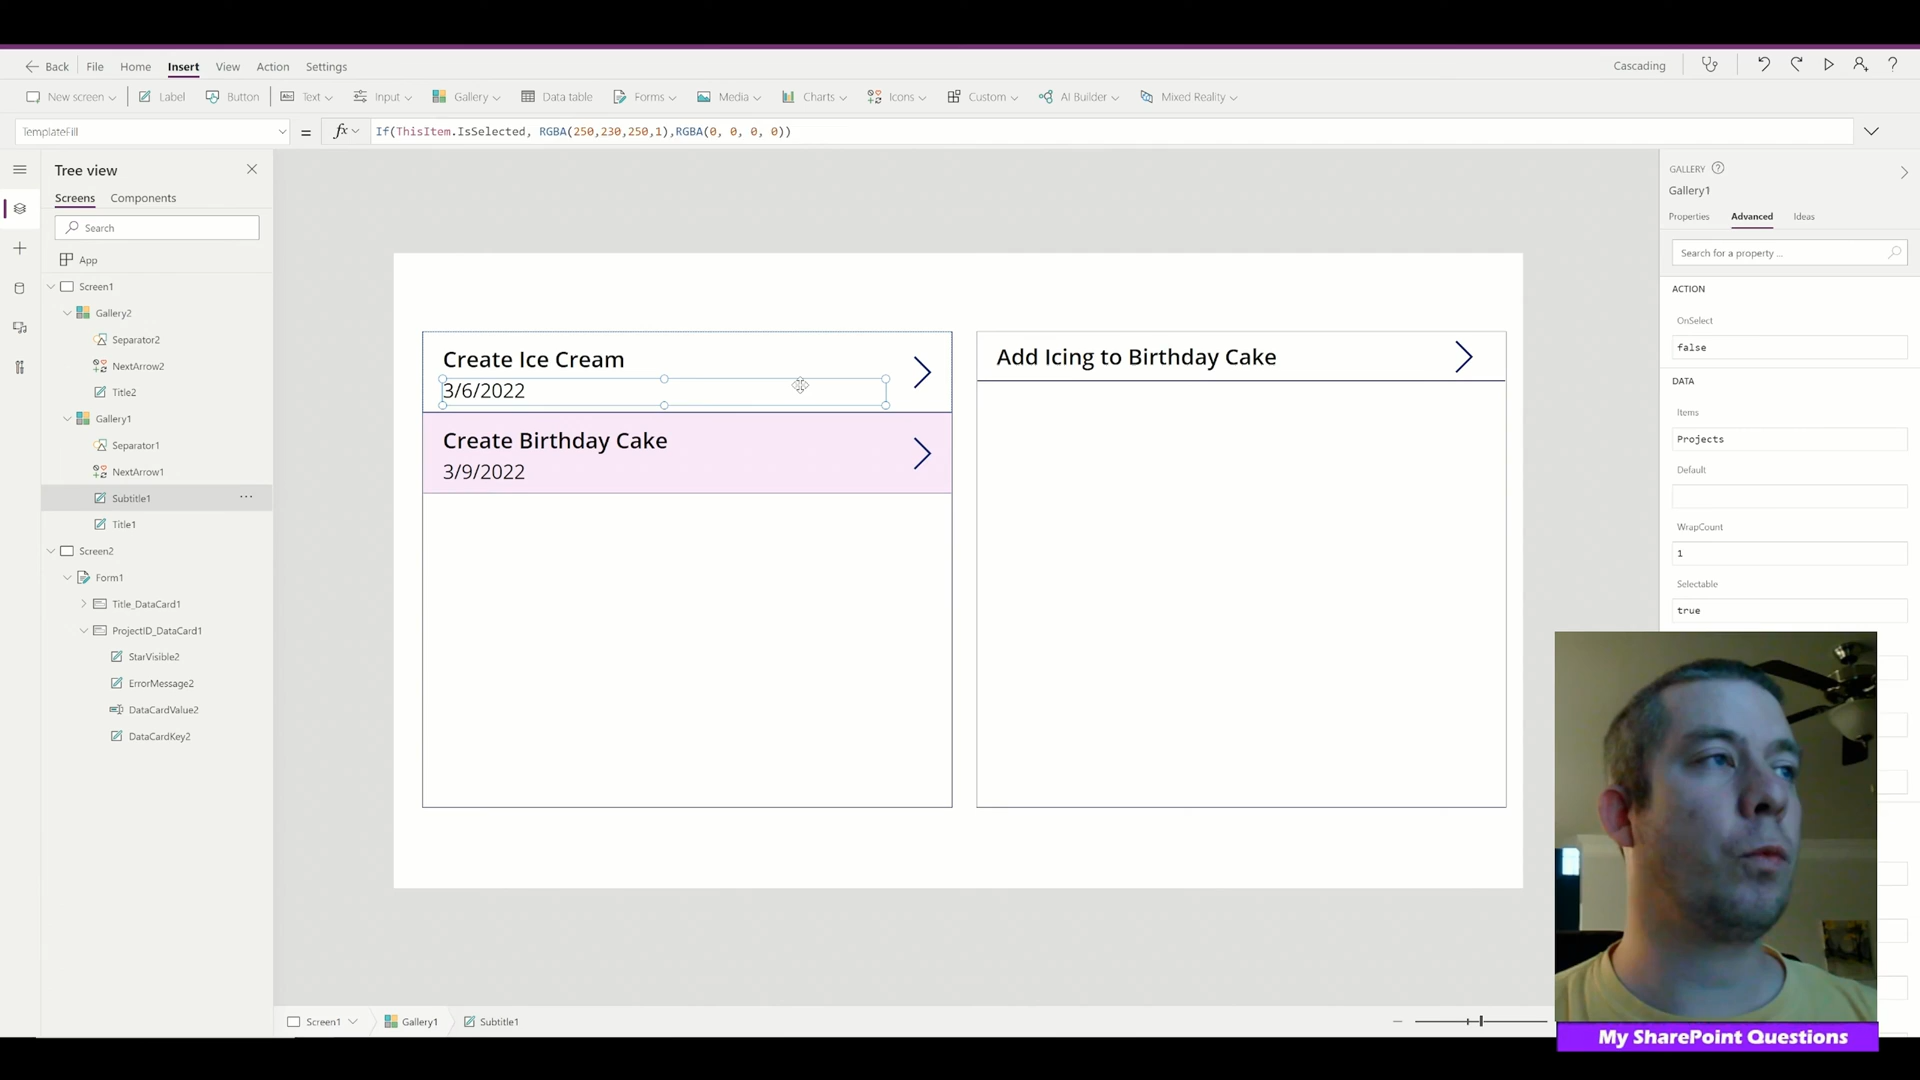 Back File Home Insert View Action Settings Cascading ?
New screen Label Button Text Input Gallery Data table Forms Media Charts Icons Custom AI Builder Mixed Reality
TemplateFill = fx If(ThisItem.IsSelected, RGBA(250,230,250,1),RGBA(0, 0, 0, 0))
Tree view
Screens Components
Search
App
Screen1
Gallery2
Separator2
NextArrow2
Title2
Gallery1
Separator1
NextArrow1
Subtitle1 ...
Title1
Screen2
Form1
Title_DataCard1
ProjectID_DataCard1
StarVisible2
ErrorMessage2
DataCardValue2
DataCardKey2
Create Ice Cream
3/6/2022
Create Birthday Cake
3/9/2022
Add Icing to Birthday Cake
GALLERY ?
Gallery1
Properties Advanced Ideas
Search for a property ...
ACTION
OnSelect
false
DATA
Items
Projects
Default
WrapCount
1
Selectable
true
Screen1 Gallery1 Subtitle1
My SharePoint Questions